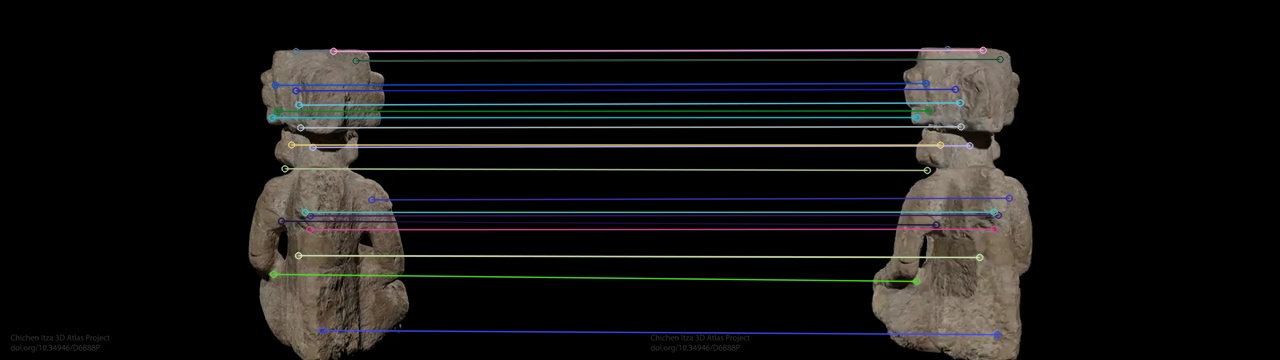 Chichen Itza 3D Atlas Project
doi.org/10.34946/D6B88P
Chichen Itza 3D Atlas Project
doi.org/10.34946/D6B88P